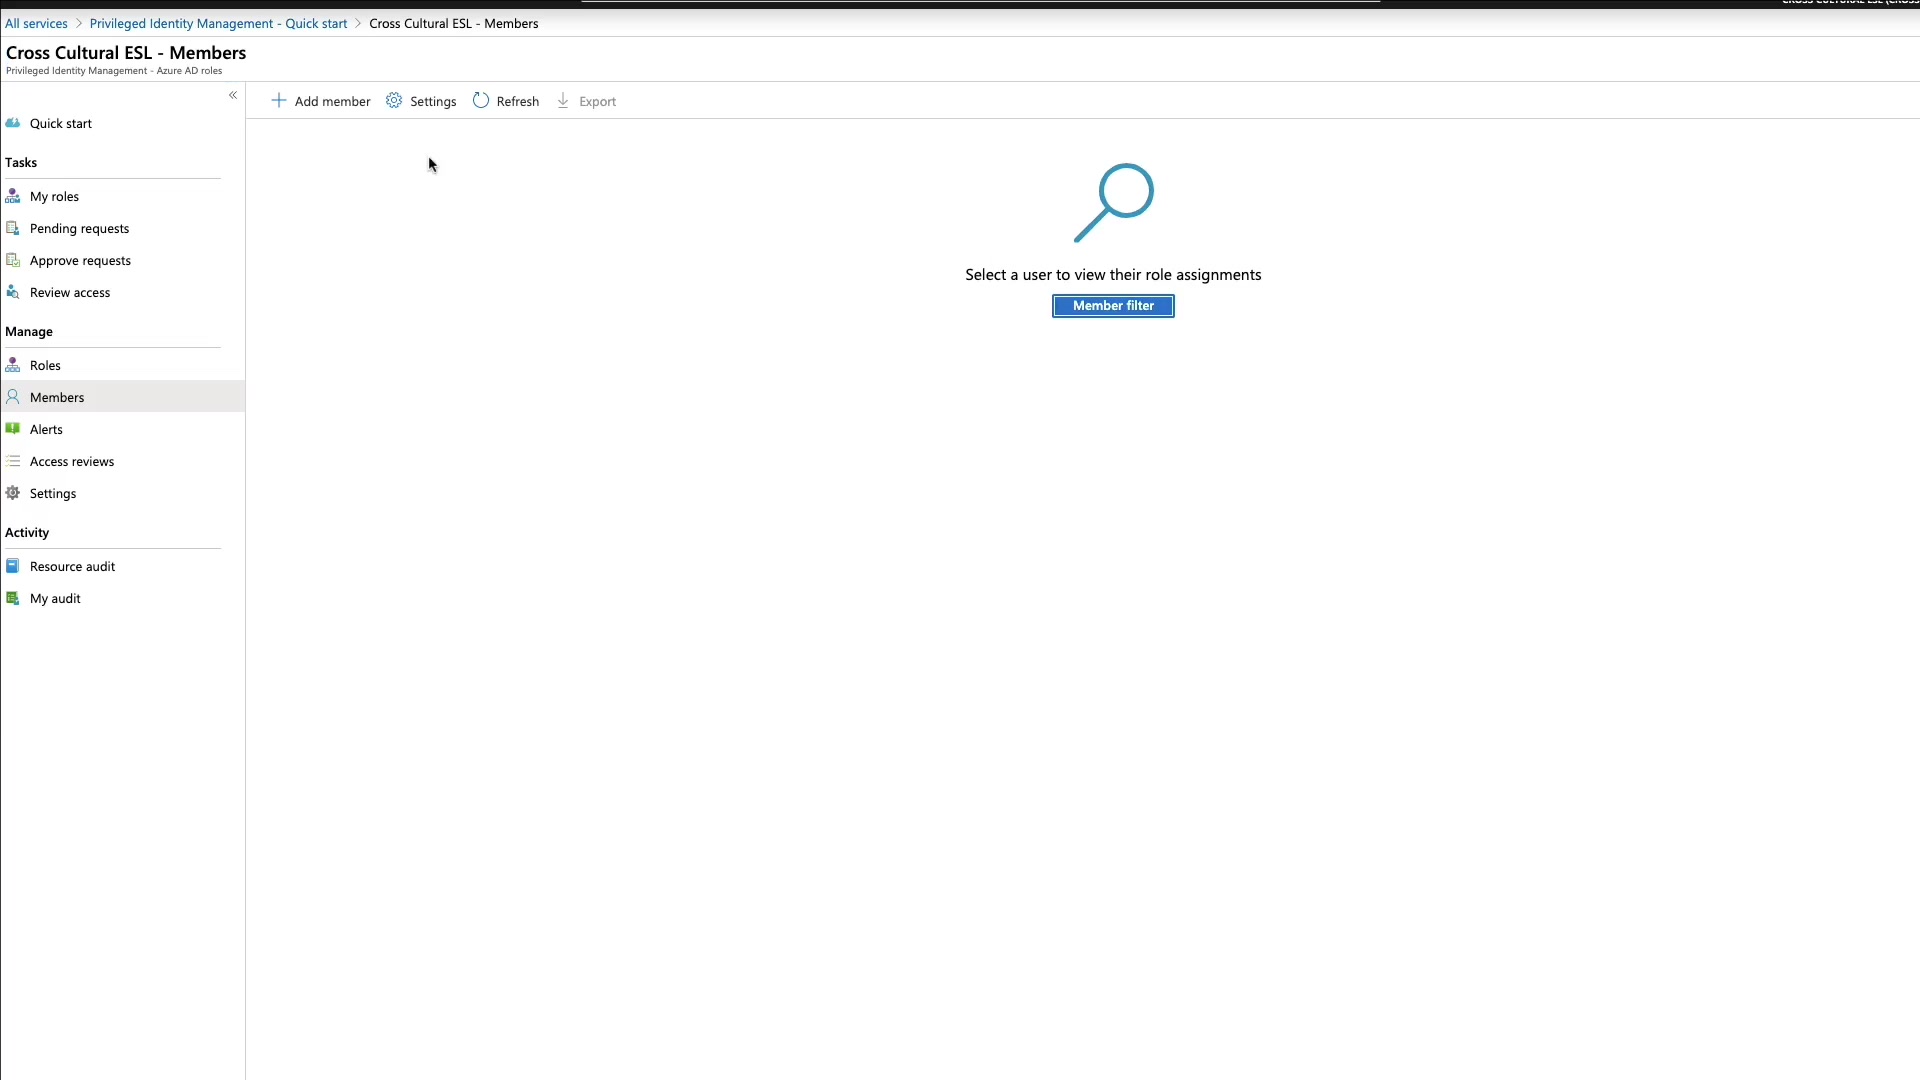 All services > Privileged Identity Management - Quick start > Cross Cultural ESL - Members
Cross Cultural ESL - Members
Privileged Identity Management - Azure AD roles
Quick start
Tasks
My roles
Pending requests
Approve requests
Review access
Manage
Roles
Members
Alerts
Access reviews
Settings
Activity
Resource audit
My audit
Add member Settings Refresh Export
Select a user to view their role assignments
Member filter